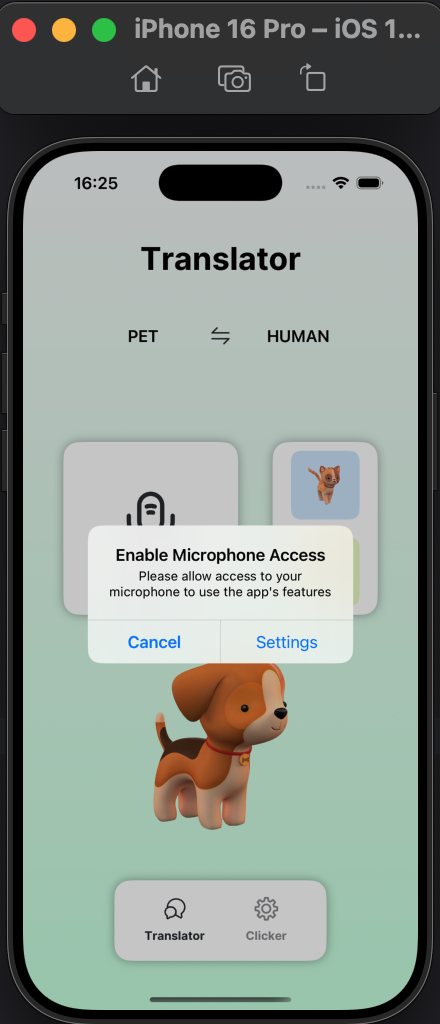 iPhone 16 Pro – iOS 1...
16:25
Translator
PET
HUMAN
Enable Microphone Access
Please allow access to your
microphone to use the app's features
Cancel
Settings
Translator
Clicker